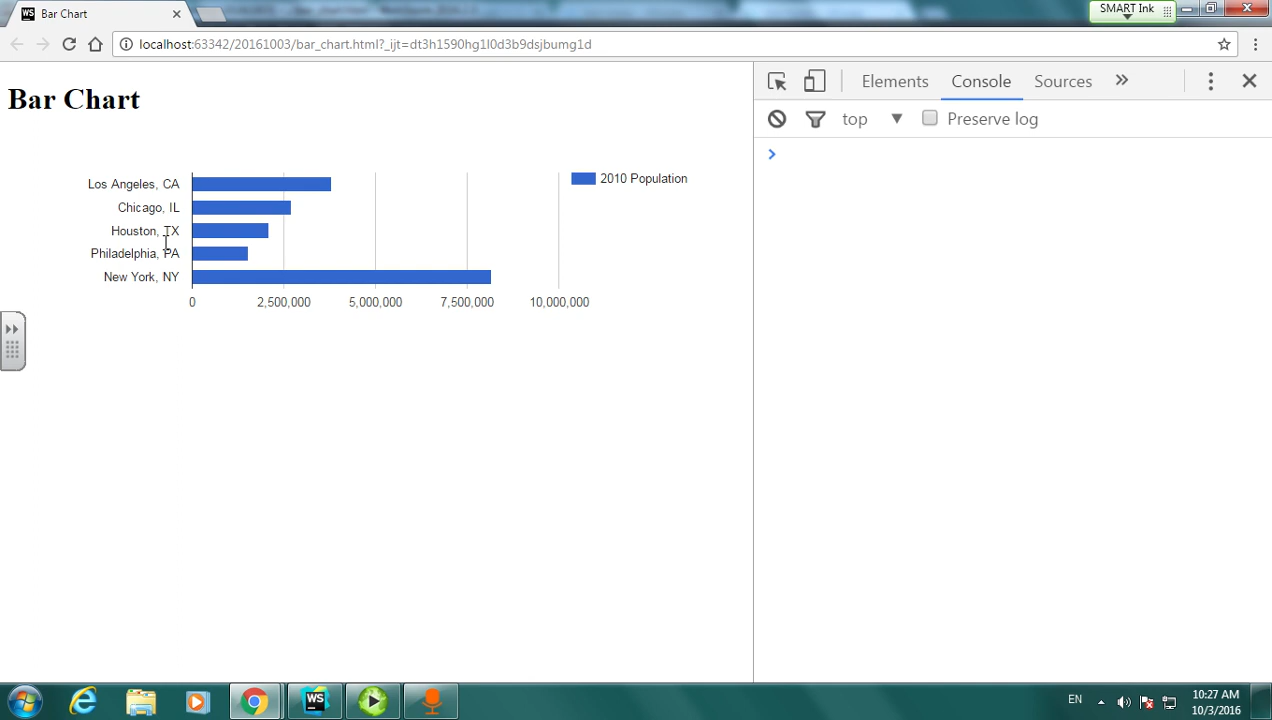 WS Bar Chart
SMART Ink
localhost:63342/20161003/bar_chart.html?_ijt=dt3h1590hg1l0d3b9dsjbumg1d
Elements Console Sources
top Preserve log
Bar Chart
Los Angeles, CA
Chicago, IL
Houston, TX
Philadelphia, PA
New York, NY
0 2,500,000 5,000,000 7,500,000 10,000,000
2010 Population
WS
EN
10:27 AM
10/3/2016